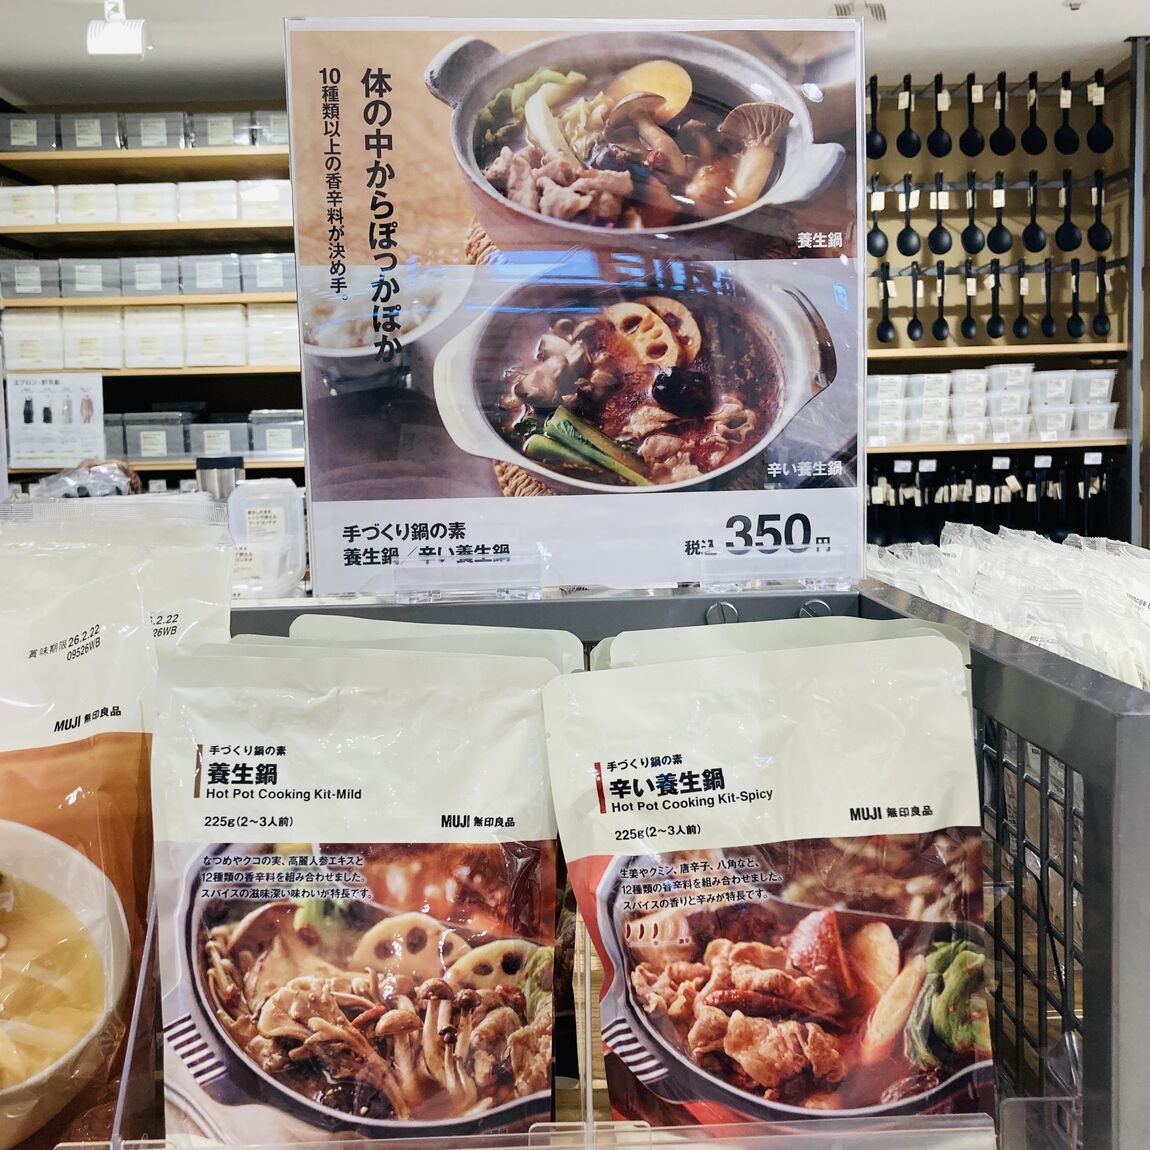 体の中からぽっかぽか
10種類以上の香辛料が決め手。
養生鍋
辛い養生鍋
手づくり鍋の素
養生鍋／辛い養生鍋
税込 350円
エプロン・割烹着
賞味期限26.2.22
09526WB
MUJI 無印良品
手づくり鍋の素
養生鍋
Hot Pot Cooking Kit-Mild
225g(2〜3人前)
MUJI 無印良品
なつめやクコの実、高麗人参エキスと
12種類の香辛料を組み合わせました。
スパイスの滋味深い味わいが特長です。
手づくり鍋の素
辛い養生鍋
Hot Pot Cooking Kit-Spicy
225g(2〜3人前)
MUJI 無印良品
生姜やクミン、唐辛子、八角など、
12種類の香辛料を組み合わせました。
スパイスの香りと辛みが特長です。